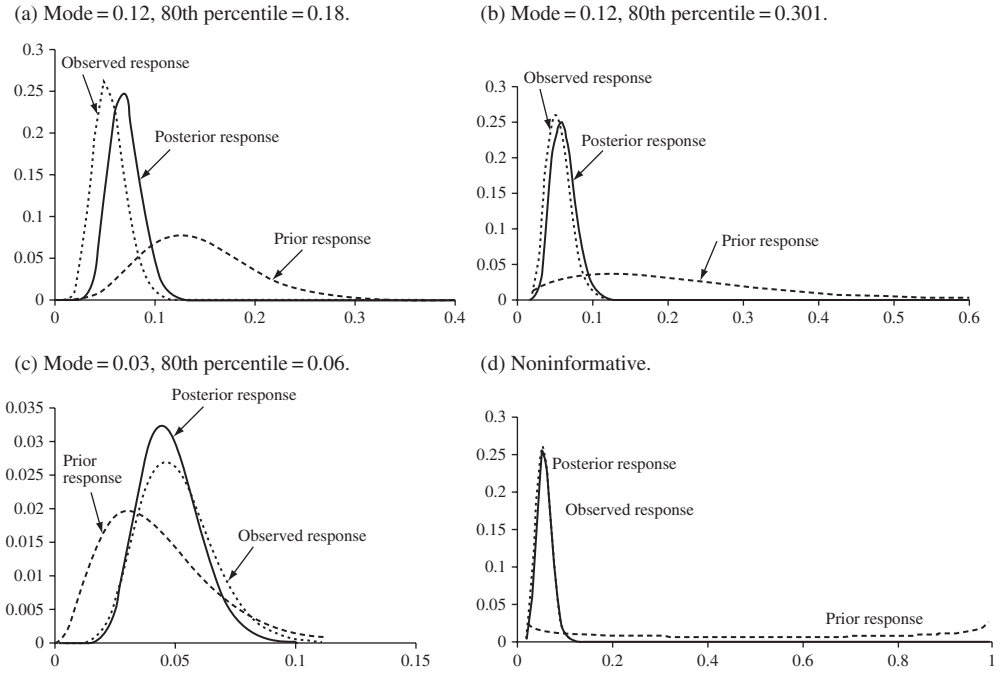 (a) Mode = 0.12, 80th percentile = 0.18.
0.3
0.25
0.2
0.15
0.1
0.05
0
Observed response
Posterior response
Prior response
0 0.1 0.2 0.3 0.4
(b) Mode = 0.12, 80th percentile = 0.301.
0.3
0.25
0.2
0.15
0.1
0.05
0
Observed response
Posterior response
Prior response
0 0.1 0.2 0.3 0.4 0.5 0.6
(c) Mode = 0.03, 80th percentile = 0.06.
0.035
0.03
0.025
0.02
0.015
0.01
0.005
0
Posterior response
Prior
response
Observed response
0 0.05 0.1 0.15
(d) Noninformative.
0.3
0.25
0.2
0.15
0.1
0.05
0
Posterior response
Observed response
Prior response
0 0.2 0.4 0.6 0.8 1